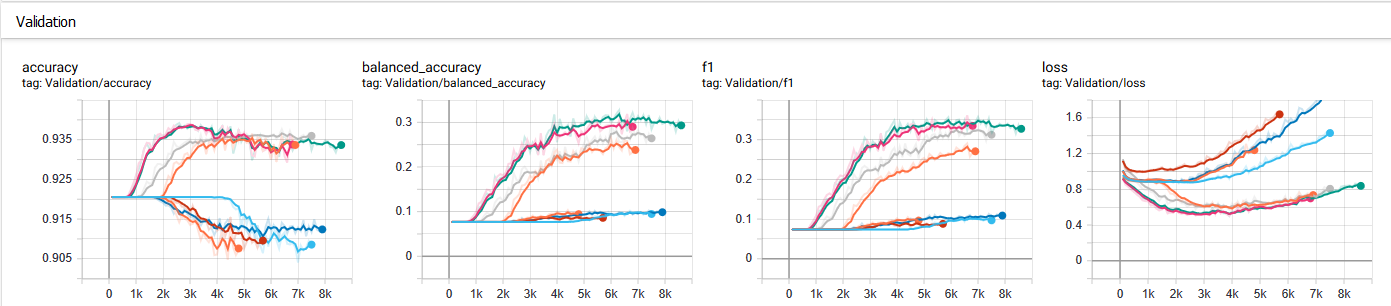 Validation
accuracy
tag: Validation/accuracy
0.935
0.925
0.915
0.905
0 1k 2k 3k 4k 5k 6k 7k 8k
balanced_accuracy
tag: Validation/balanced_accuracy
0.3
0.2
0.1
0
0 1k 2k 3k 4k 5k 6k 7k 8k
f1
tag: Validation/f1
0.3
0.2
0.1
0
0 1k 2k 3k 4k 5k 6k 7k 8k
loss
tag: Validation/loss
1.6
1.2
0.8
0.4
0
0 1k 2k 3k 4k 5k 6k 7k 8k